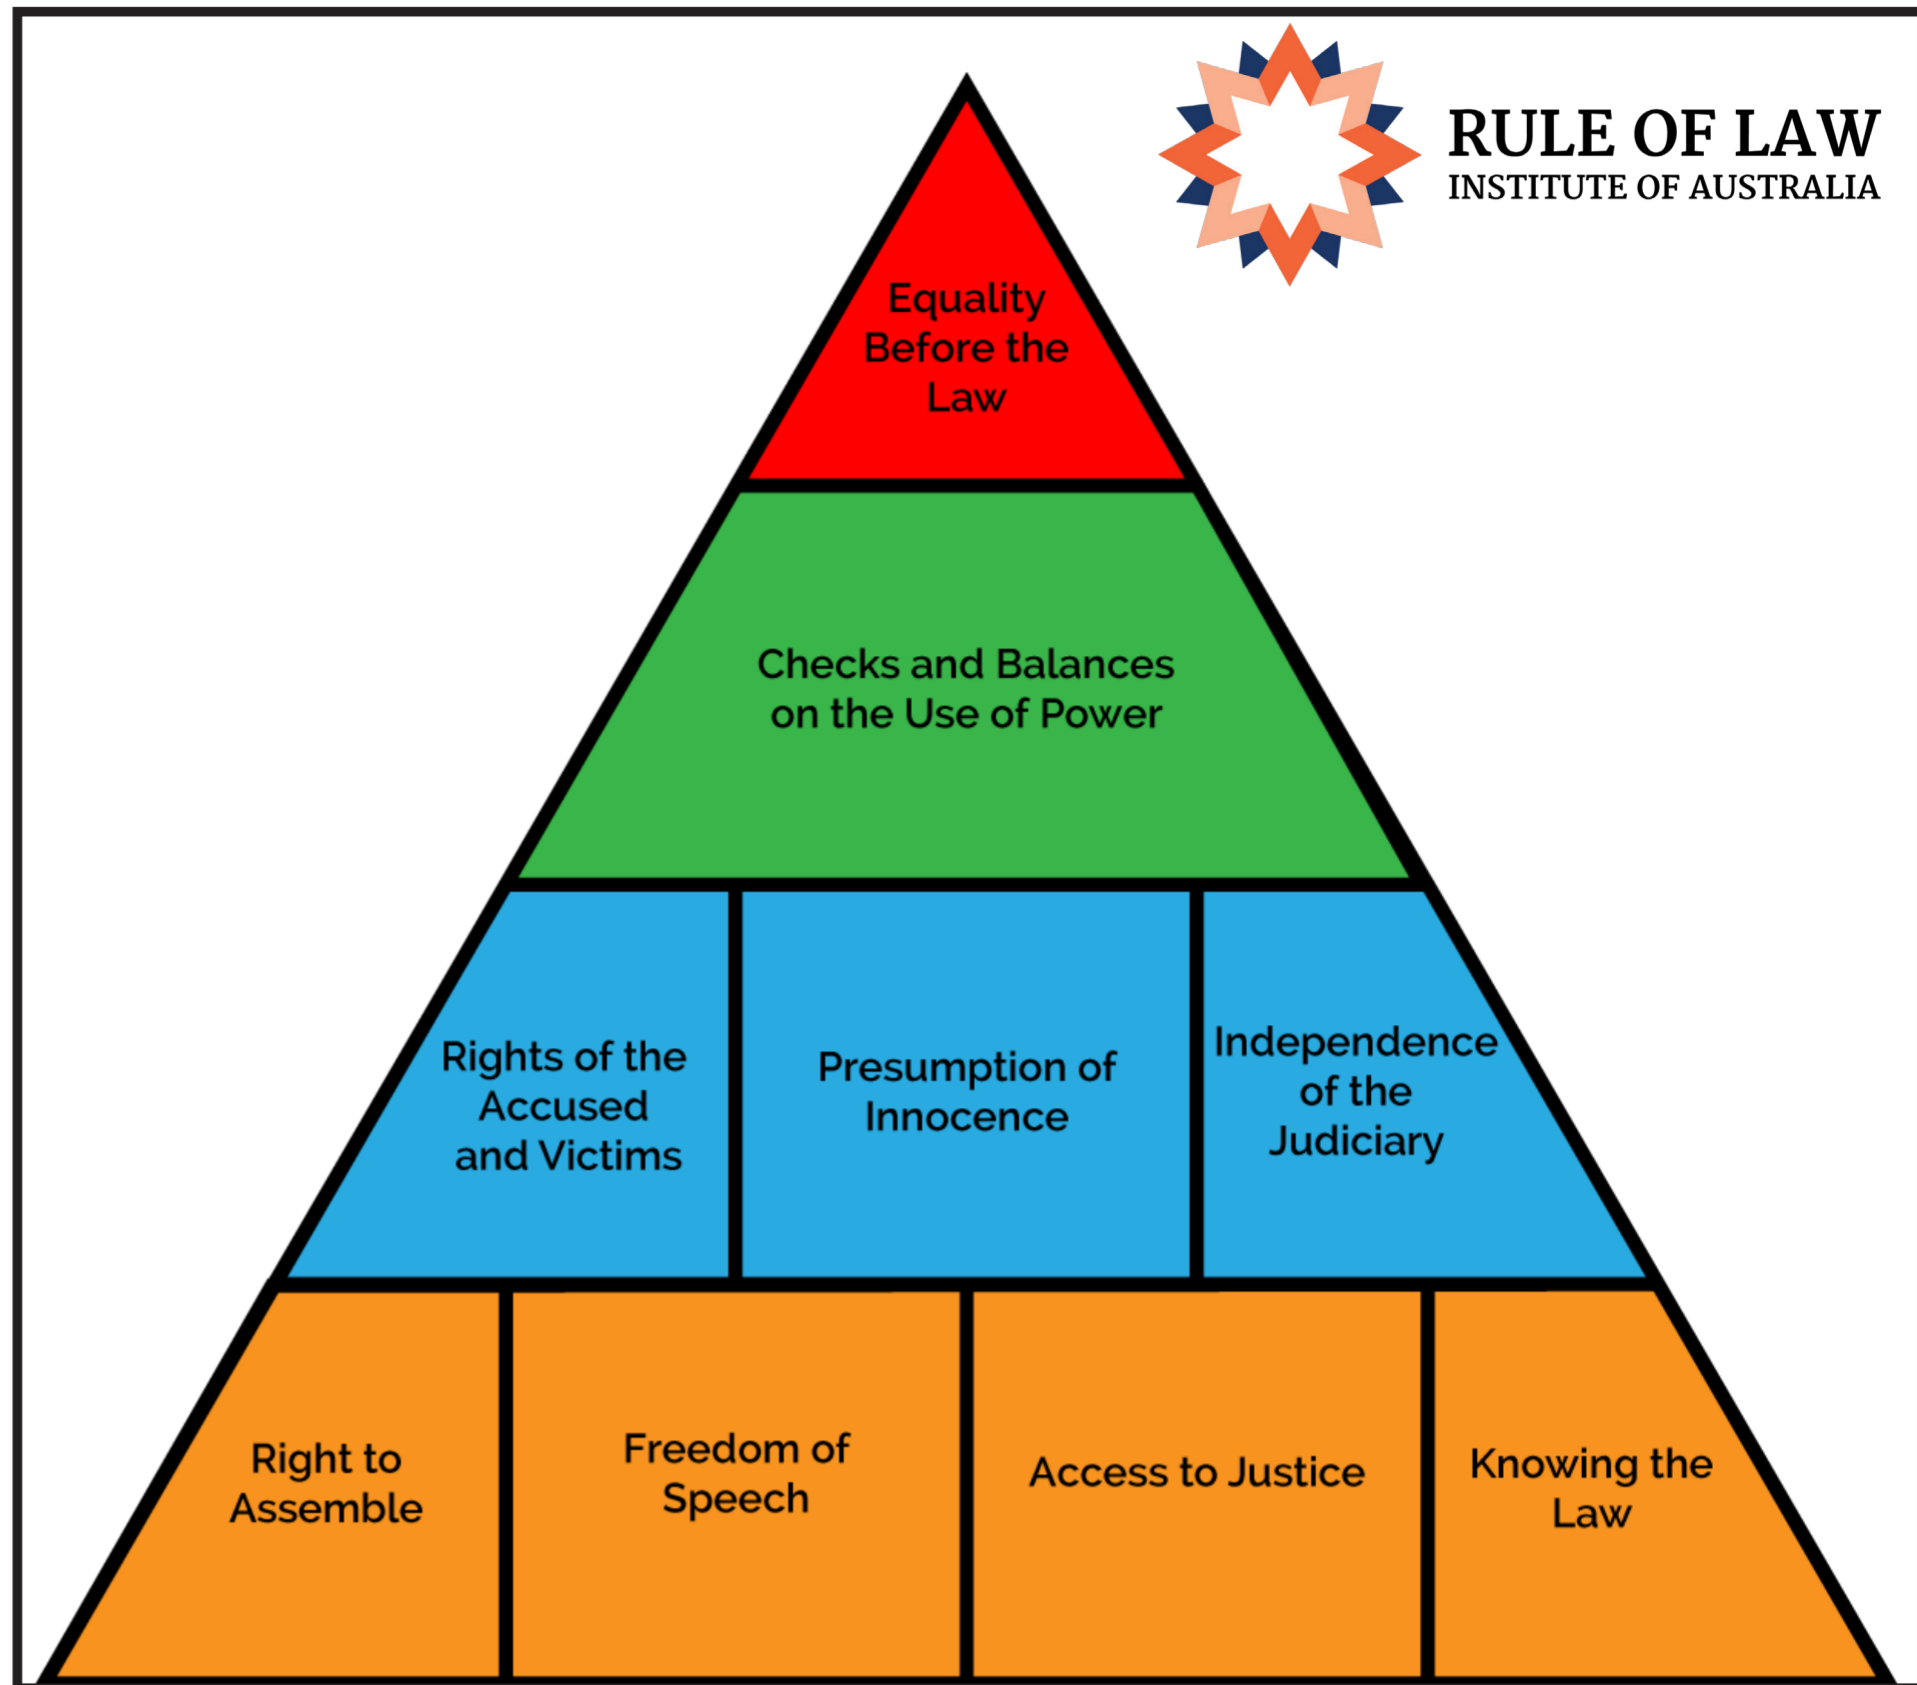 RULE OF LAW
INSTITUTE OF AUSTRALIA
Equality
Before the
Law
Checks and Balances
on the Use of Power
Rights of the
Accused
and Victims
Presumption of
Innocence
Independence
of the
Judiciary
Right to
Assemble
Freedom of
Speech
Access to Justice
Knowing the
Law